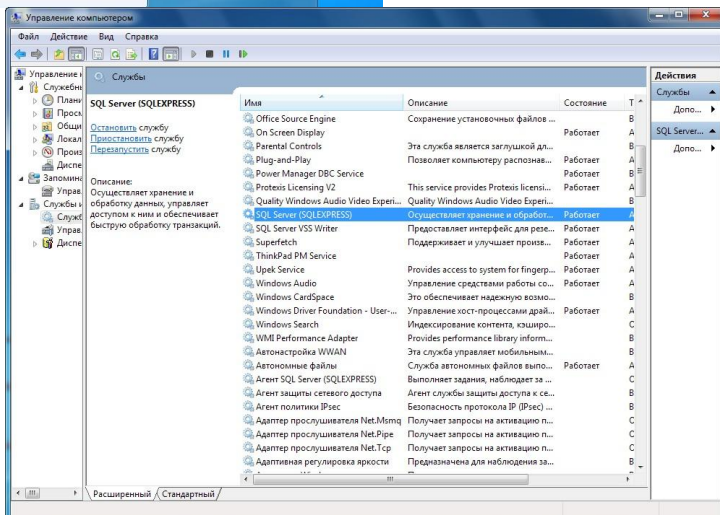 Управление компьютером
Файл Действие Вид Справка
Управление к
Служебн
Плани
Просм
Общи
Локал
Произ
Диспе
Запомина
Управ.
Службы и
Служб
Управ.
Диспе
Службы
SQL Server (SQLEXPRESS)
Остановить службу
Приостановить службу
Перезапустить службу
Описание:
Осуществляет хранение и
обработку данных, управляет
доступом к ним и обеспечивает
быструю обработку транзакций.
Имя Описание Состояние Т
Office Source Engine Сохранение установочных файлов ... В
On Screen Display Работает А
Parental Controls Эта служба является заглушкой дл... В
Plug-and-Play Позволяет компьютеру распознав... Работает А
Power Manager DBC Service Работает В
Protexis Licensing V2 This service provides Protexis licensi... Работает А
Quality Windows Audio Video Experi... Quality Windows Audio Video Experi... В
SQL Server (SQLEXPRESS) Осуществляет хранение и обработ... Работает А
SQL Server VSS Writer Предоставляет интерфейс для резе... Работает А
Superfetch Поддерживает и улучшает произв... Работает А
ThinkPad PM Service Работает А
Upek Service Provides access to system for fingerp... Работает А
Windows Audio Управление средствами работы со... Работает А
Windows CardSpace Это обеспечивает надежную возмо... В
Windows Driver Foundation - User-... Управление хост-процессами драй... Работает А
Windows Search Индексирование контента, кэширо... О
WMI Performance Adapter Provides performance library inform... В
Автонастройка WWAN Эта служба управляет мобильным... В
Автономные файлы Служба автономных файлов выпо... Работает А
Агент SQL Server (SQLEXPRESS) Выполняет задания, наблюдает за ... О
Агент защиты сетевого доступа Агент службы защиты доступа к се... В
Агент политики IPsec Безопасность протокола IP (IPsec) ... В
Адаптер прослушивателя Net.Msmq Получает запросы на активацию п... О
Адаптер прослушивателя Net.Pipe Получает запросы на активацию п... О
Адаптер прослушивателя Net.Tcp Получает запросы на активацию п... О
Адаптивная регулировка яркости Предназначена для наблюдения за... В
Расширенный Стандартный
Действия
Службы
Допо...
SQL Server...
Допо...